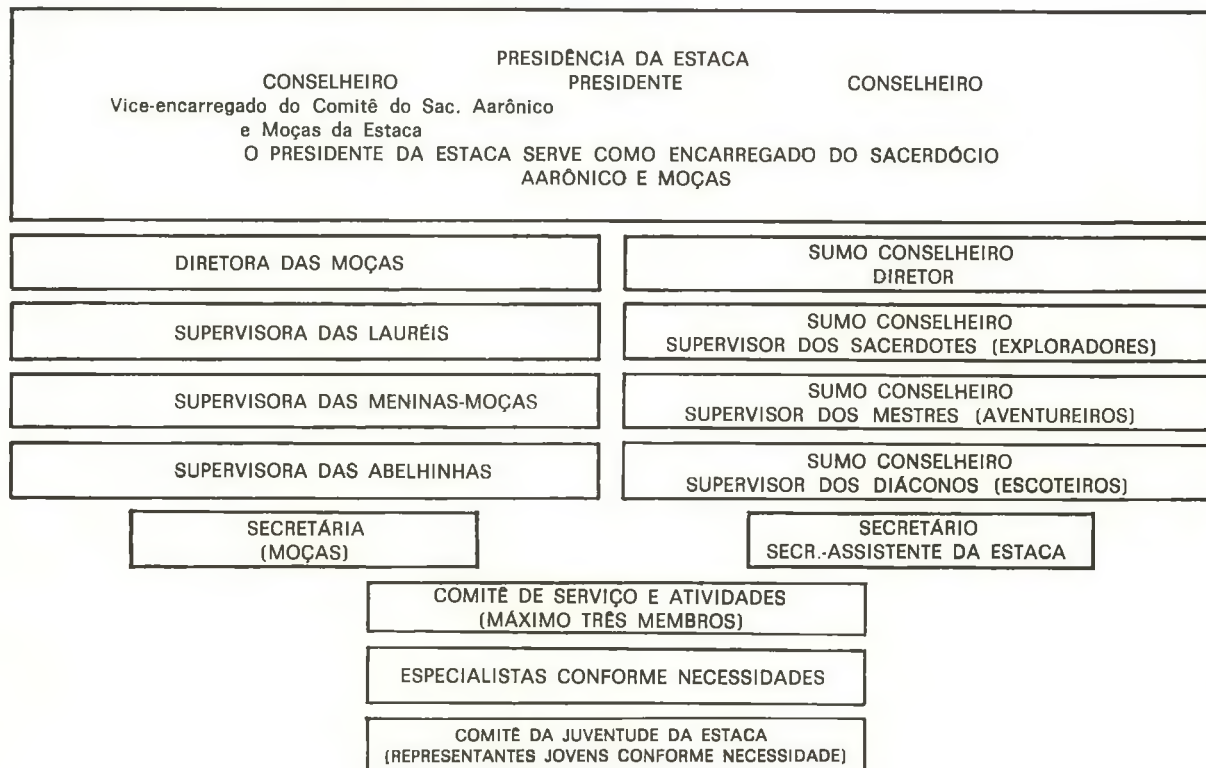 PRESIDÊNCIA DA ESTACA
CONSELHEIRO PRESIDENTE CONSELHEIRO
Vice-encarregado do Comitê do Sac. Aarônico
e Moças da Estaca
O PRESIDENTE DA ESTACA SERVE COMO ENCARREGADO DO SACERDÓCIO
AARÔNICO E MOÇAS
DIRETORA DAS MOÇAS
SUMO CONSELHEIRO
DIRETOR
SUPERVISORA DAS LAURÉIS
SUMO CONSELHEIRO
SUPERVISOR DOS SACERDOTES (EXPLORADORES)
SUPERVISORA DAS MENINAS-MOÇAS
SUMO CONSELHEIRO
SUPERVISOR DOS MESTRES (AVENTUREIROS)
SUPERVISORA DAS ABELHINHAS
SUMO CONSELHEIRO
SUPERVISOR DOS DIÁCONOS (ESCOTEIROS)
SECRETÁRIA
(MOÇAS)
SECRETÁRIO
SECR.-ASSISTENTE DA ESTACA
COMITÊ DE SERVIÇO E ATIVIDADES
(MÁXIMO TRÊS MEMBROS)
ESPECIALISTAS CONFORME NECESSIDADES
COMITÊ DA JUVENTUDE DA ESTACA
(REPRESENTANTES JOVENS CONFORME NECESSIDADE)